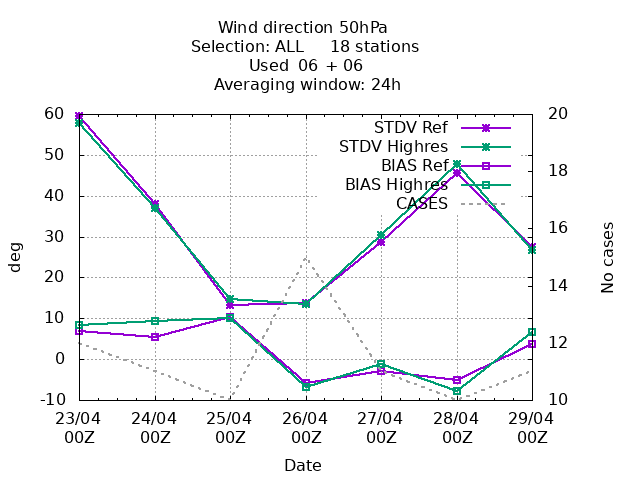 Wind direction 50hPa
Selection: ALL 18 stations
Used 06 + 06
Averaging window: 24h
60
50
40
30
20
10
0
-10
deg
20
18
16
14
12
10
No cases
STDV Ref
STDV Highres
BIAS Ref
BIAS Highres
CASES
23/04 24/04 25/04 26/04 27/04 28/04 29/04
00Z 00Z 00Z 00Z 00Z 00Z 00Z
Date